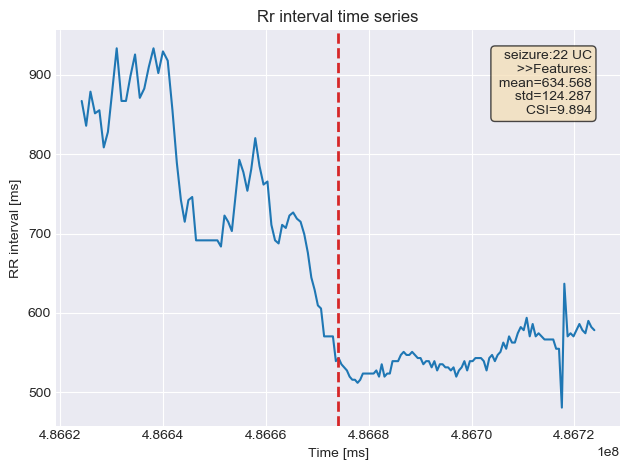 Rr interval time series
seizure:22 UC
>>Features:
mean=634.568
std=124.287
CSI=9.894
RR interval [ms]
900
800
700
600
500
4.8662 4.8664 4.8666 4.8668 4.8670 4.8672
1e8
Time [ms]